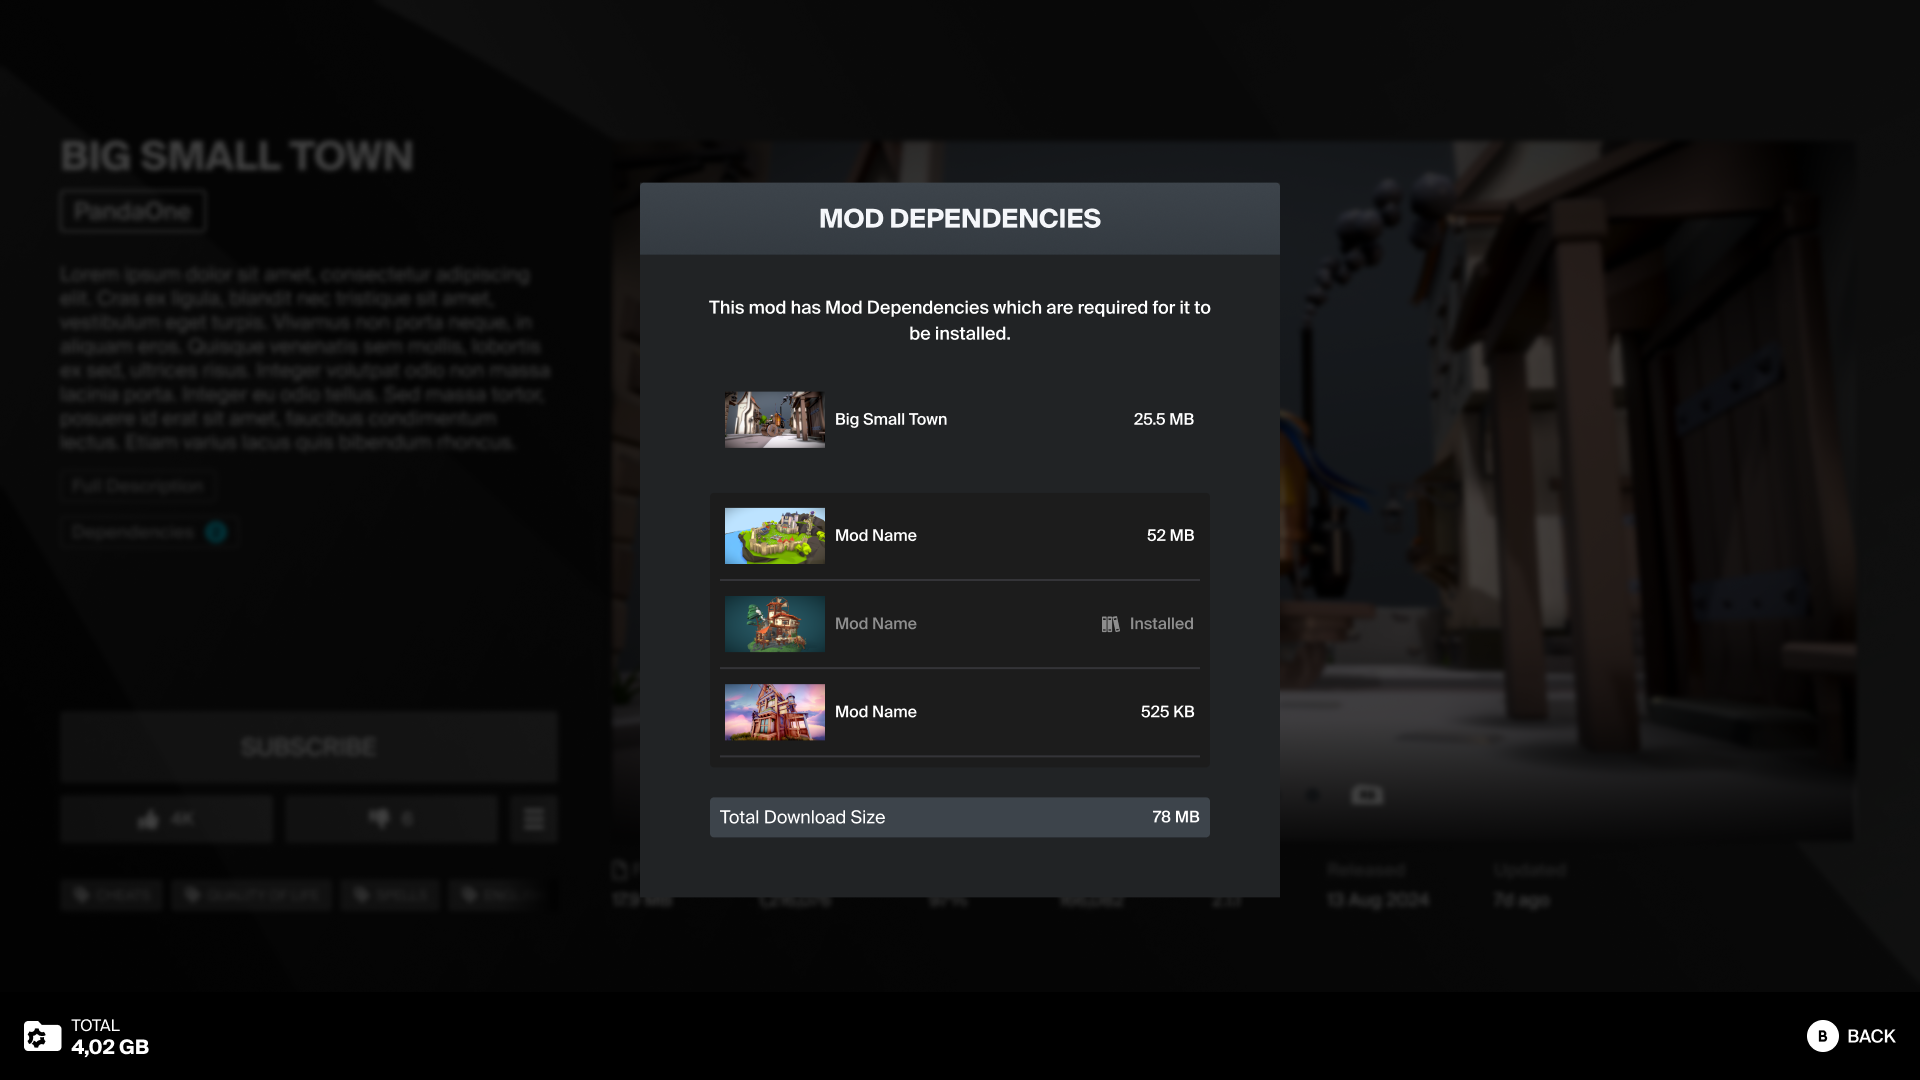 BIG SMALL TOWN
PandaOne
Lorem ipsum dolor sit amet, consectetur adipiscing
elit. Cras ex ligula, blandit nec tristique sit amet,
vestibulum eget turpis. Vivamus non porta neque, in
aliquam eros. Quisque venenatis sem mollis, lobortis
ex sed, ultrices risus. Integer volutpat odio non massa
lacinia porta. Integer eu odio tellus. Sed massa tortor,
posuere id erat sit amet, faucibus condimentum
lectus. Etiam varius lacus quis bibendum rhoncus.
Full Description
Dependencies
SUBSCRIBE
4K
6
QUALITY OF LIFE
SPELLS
MOD DEPENDENCIES
This mod has Mod Dependencies which are required for it to
be installed.
Big Small Town 25.5 MB
Mod Name 52 MB
Mod Name Installed
Mod Name 525 KB
Total Download Size 78 MB
Released
13 Aug 2024
Updated
7d ago
TOTAL
4,02 GB
B BACK